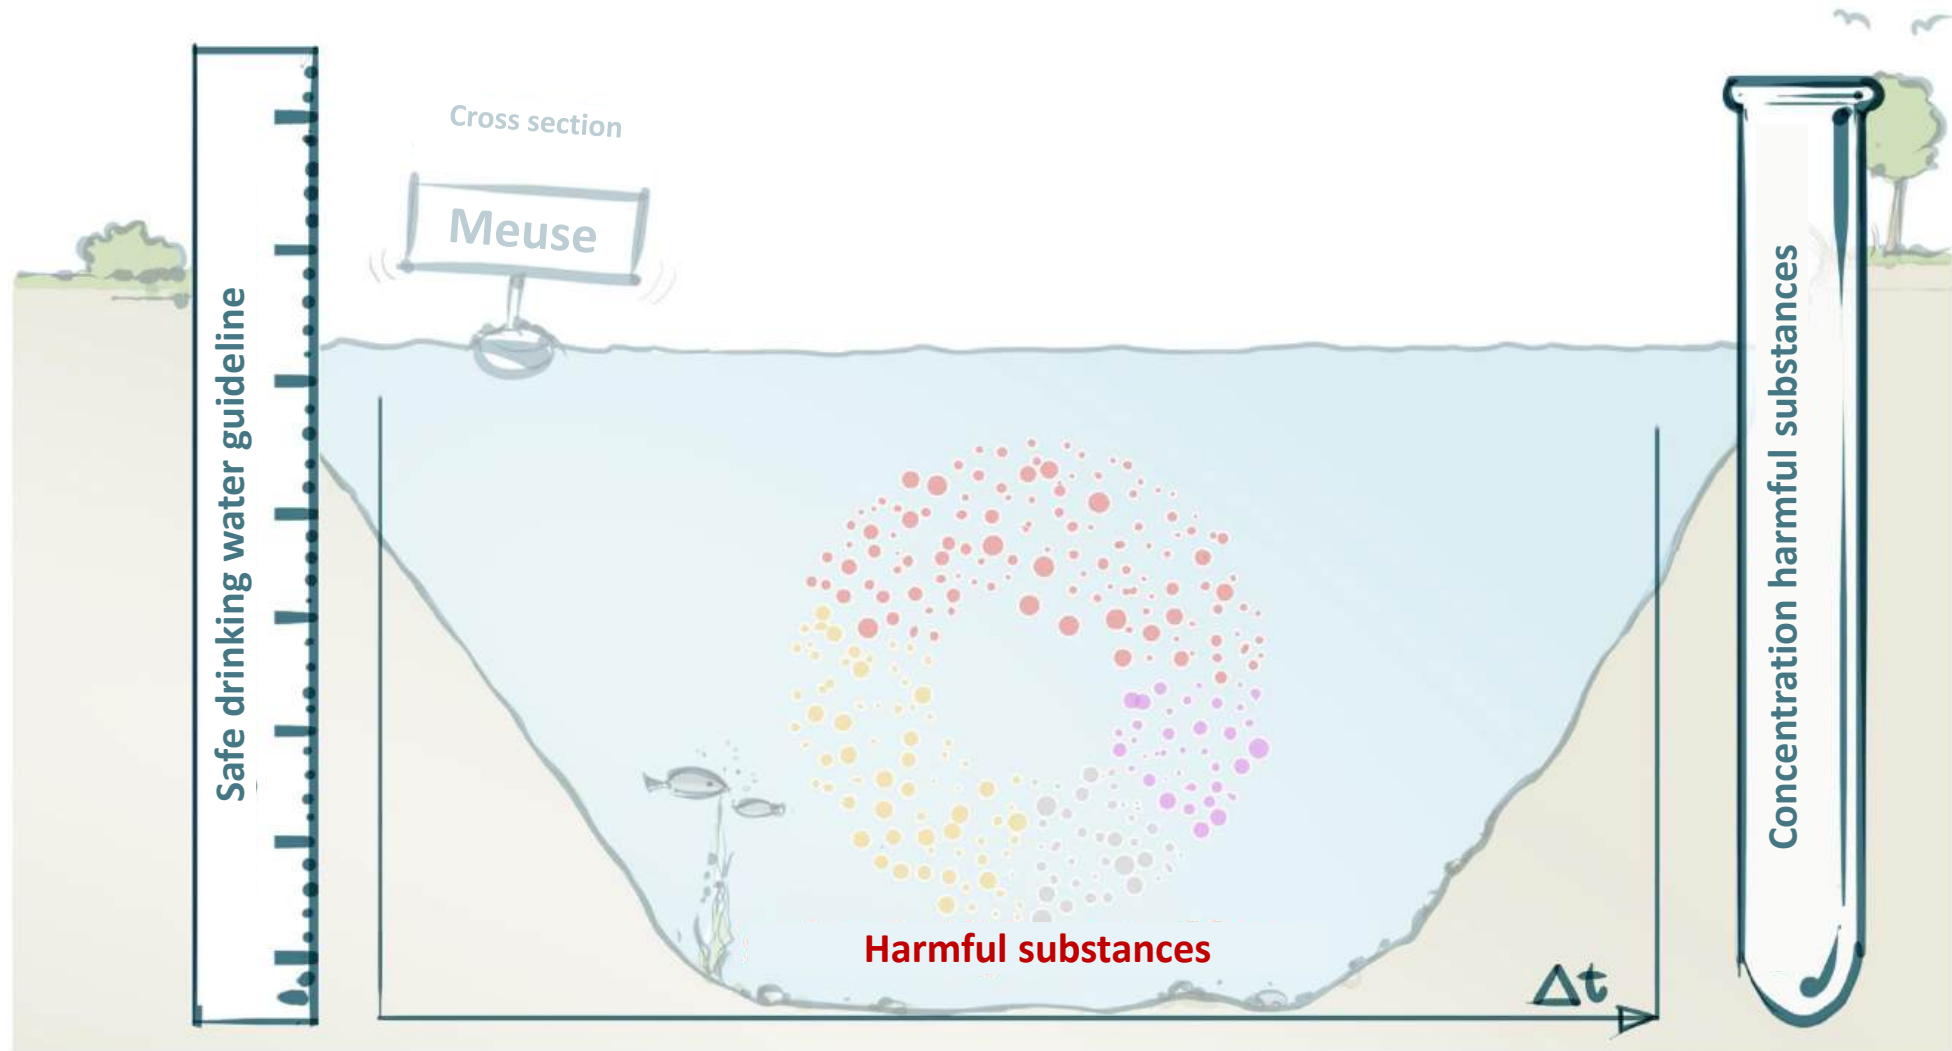 Cross section
Meuse
Safe drinking water guideline
Concentration harmful substances
Harmful substances
Δt